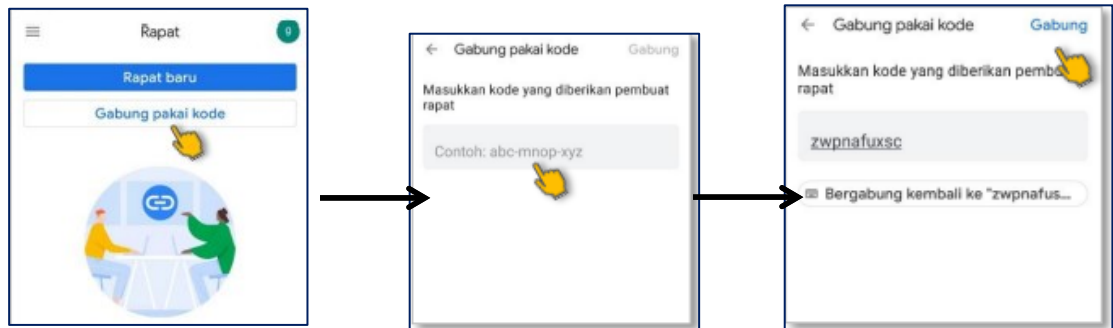 Rapat
g
Rapat baru
Gabung pakai kode
Gabung pakai kode Gabung
Masukkan kode yang diberikan pembuat
rapat
Contoh: abc-mnop-xyz
Gabung pakai kode Gabung
Masukkan kode yang diberikan
rapat
zwpnafuxsc
Bergabung kembali ke "zwpnafus...